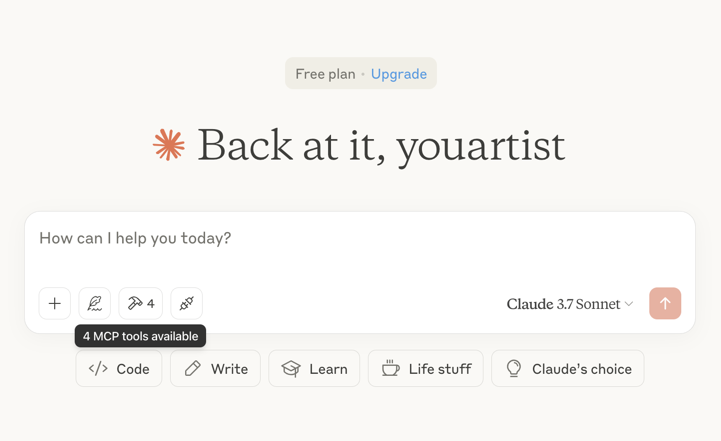 Free plan • Upgrade
Back at it, youartist
How can I help you today?
4
Claude 3.7 Sonnet
4 MCP tools available
Code
Write
Learn
Life stuff
Claude's choice